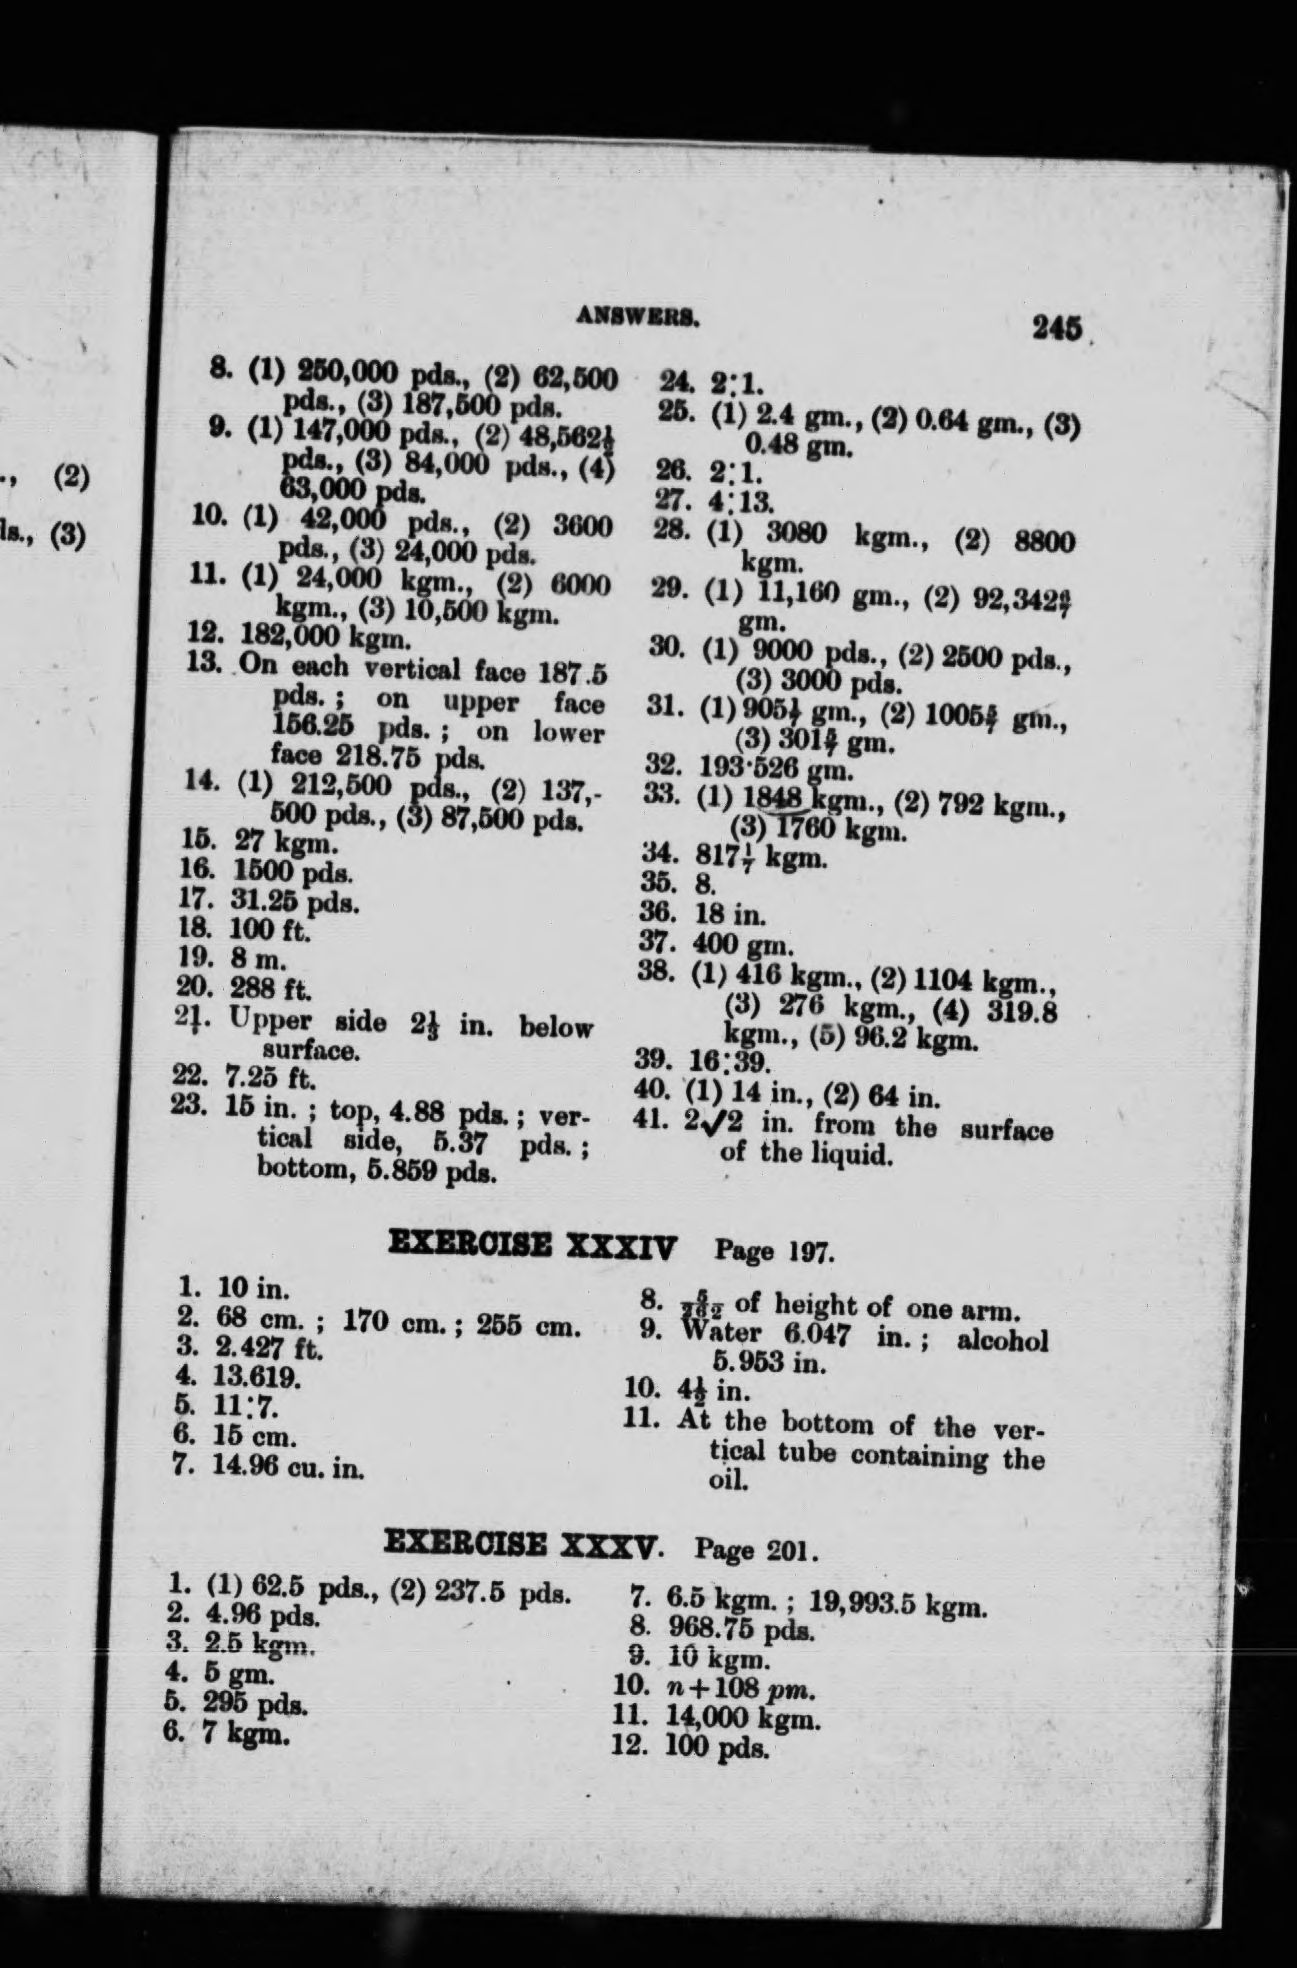 ., (2)
ls., (3)
ANSWERS.
245
8. (1) 250,000 pds., (2) 62,500
pds., (3) 187,500 pds.
9. (1) 147,000 pds., (2) 48,562½
pds., (3) 84,000 pds., (4)
63,000 pds.
10. (1) 42,000 pds., (2) 3600
pds., (3) 24,000 pds.
11. (1) 24,000 kgm., (2) 6000
kgm., (3) 10,500 kgm.
12. 182,000 kgm.
13. On each vertical face 187.5
pds. ; on upper face
156.25 pds. ; on lower
face 218.75 pds.
14. (1) 212,500 pds., (2) 137,-
500 pds., (3) 87,500 pds.
15. 27 kgm.
16. 1500 pds.
17. 31.25 pds.
18. 100 ft.
19. 8 m.
20. 288 ft.
21. Upper side 2⅓ in. below
surface.
22. 7.25 ft.
23. 15 in. ; top, 4.88 pds. ; ver-
tical side, 5.37 pds. ;
bottom, 5.859 pds.
24. 2:1.
25. (1) 2.4 gm., (2) 0.64 gm., (3)
0.48 gm.
26. 2:1.
27. 4:13.
28. (1) 3080 kgm., (2) 8800
kgm.
29. (1) 11,160 gm., (2)
gm.
30. (1) 9000 pds., (2) 2500 pds.,
(3) 3000 pds.
31. (1) 905 1/7 gm., (2) 1005 5/7 gm.,
(3) gm.
32. 193·526 gm.
33. (1) 1848 kgm., (2) 792 kgm.,
(3) 1760 kgm.
34. 817 1/7 kgm.
35. 8.
36. 18 in.
37. 400 gm.
38. (1) 416 kgm., (2) 1104 kgm.,
(3) 276 kgm., (4) 319.8
kgm., (5) 96.2 kgm.
39. 16:39.
40. (1) 14 in., (2) 64 in.
41. 2√2 in. from the surface
of the liquid.
EXERCISE XXXIV Page 197.
1. 10 in.
2. 68 cm. ; 170 cm. ; 255 cm.
3. 2.427 ft.
4. 13.619.
5. 11:7.
6. 15 cm.
7. 14.96 cu. in.
8. of height of one arm.
9. Water 6.047 in. ; alcohol
5.953 in.
10. 4½ in.
11. At the bottom of the ver-
tical tube containing the
oil.
EXERCISE XXXV. Page 201.
1. (1) 62.5 pds., (2) 237.5 pds.
2. 4.96 pds.
3. 2.5 kgm.
4. 5 gm.
5. 295 pds.
6. 7 kgm.
7. 6.5 kgm. ; 19,993.5 kgm.
8. 968.75 pds.
9. 10 kgm.
10. n+108 pm.
11. 14,000 kgm.
12. 100 pds.